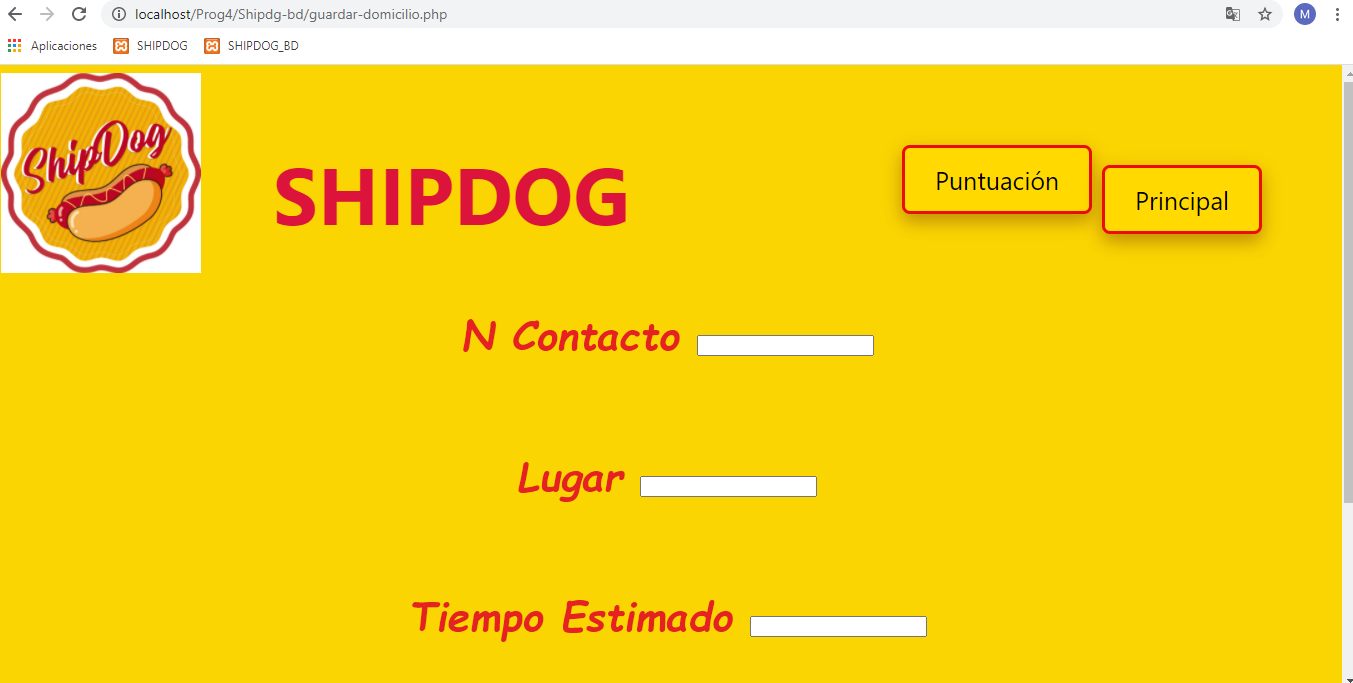 localhost/Prog4/Shipdg-bd/guardar-domicilio.php
M
Aplicaciones
SHIPDOG
SHIPDOG_BD
ShipDog
SHIPDOG
Puntuación
Principal
N Contacto
Lugar
Tiempo Estimado